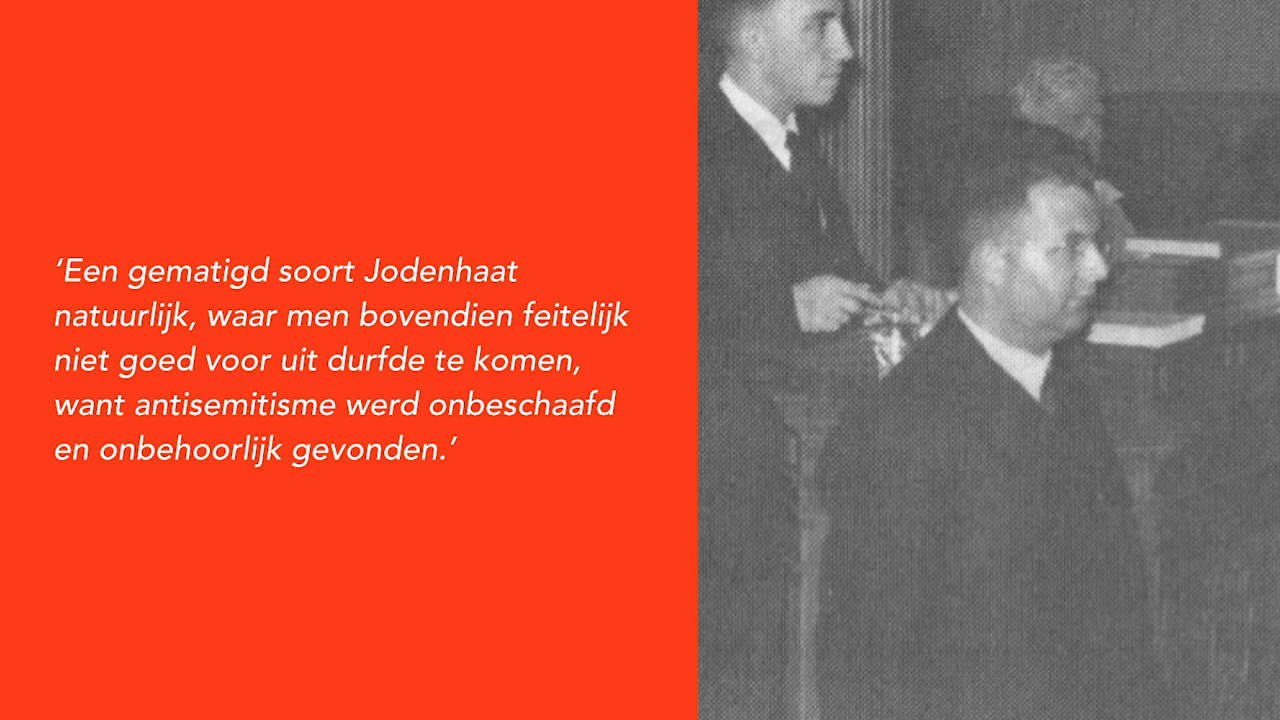 ‘Een gematigd soort Jodenhaat
natuurlijk, waar men bovendien feitelijk
niet goed voor uit durfde te komen,
want antisemitisme werd onbeschaafd
en onbehoorlijk gevonden.’